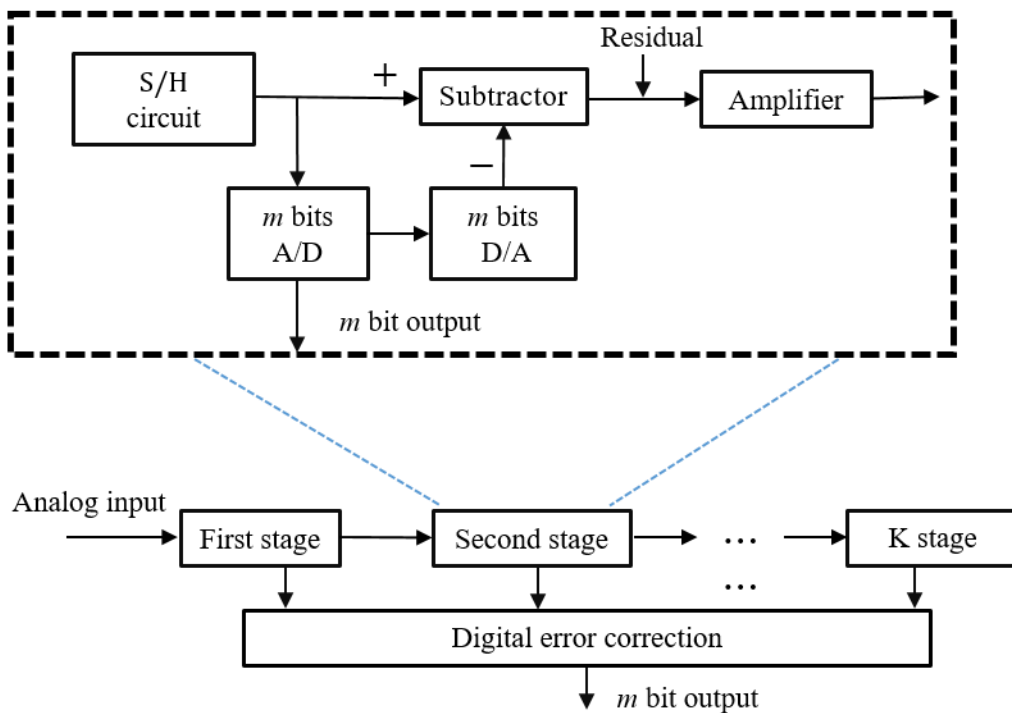 Residual
S/H
circuit
+
Subtractor
Amplifier
−
m bits
A/D
m bits
D/A
m bit output
Analog input
First stage
Second stage
...
K stage
...
Digital error correction
m bit output